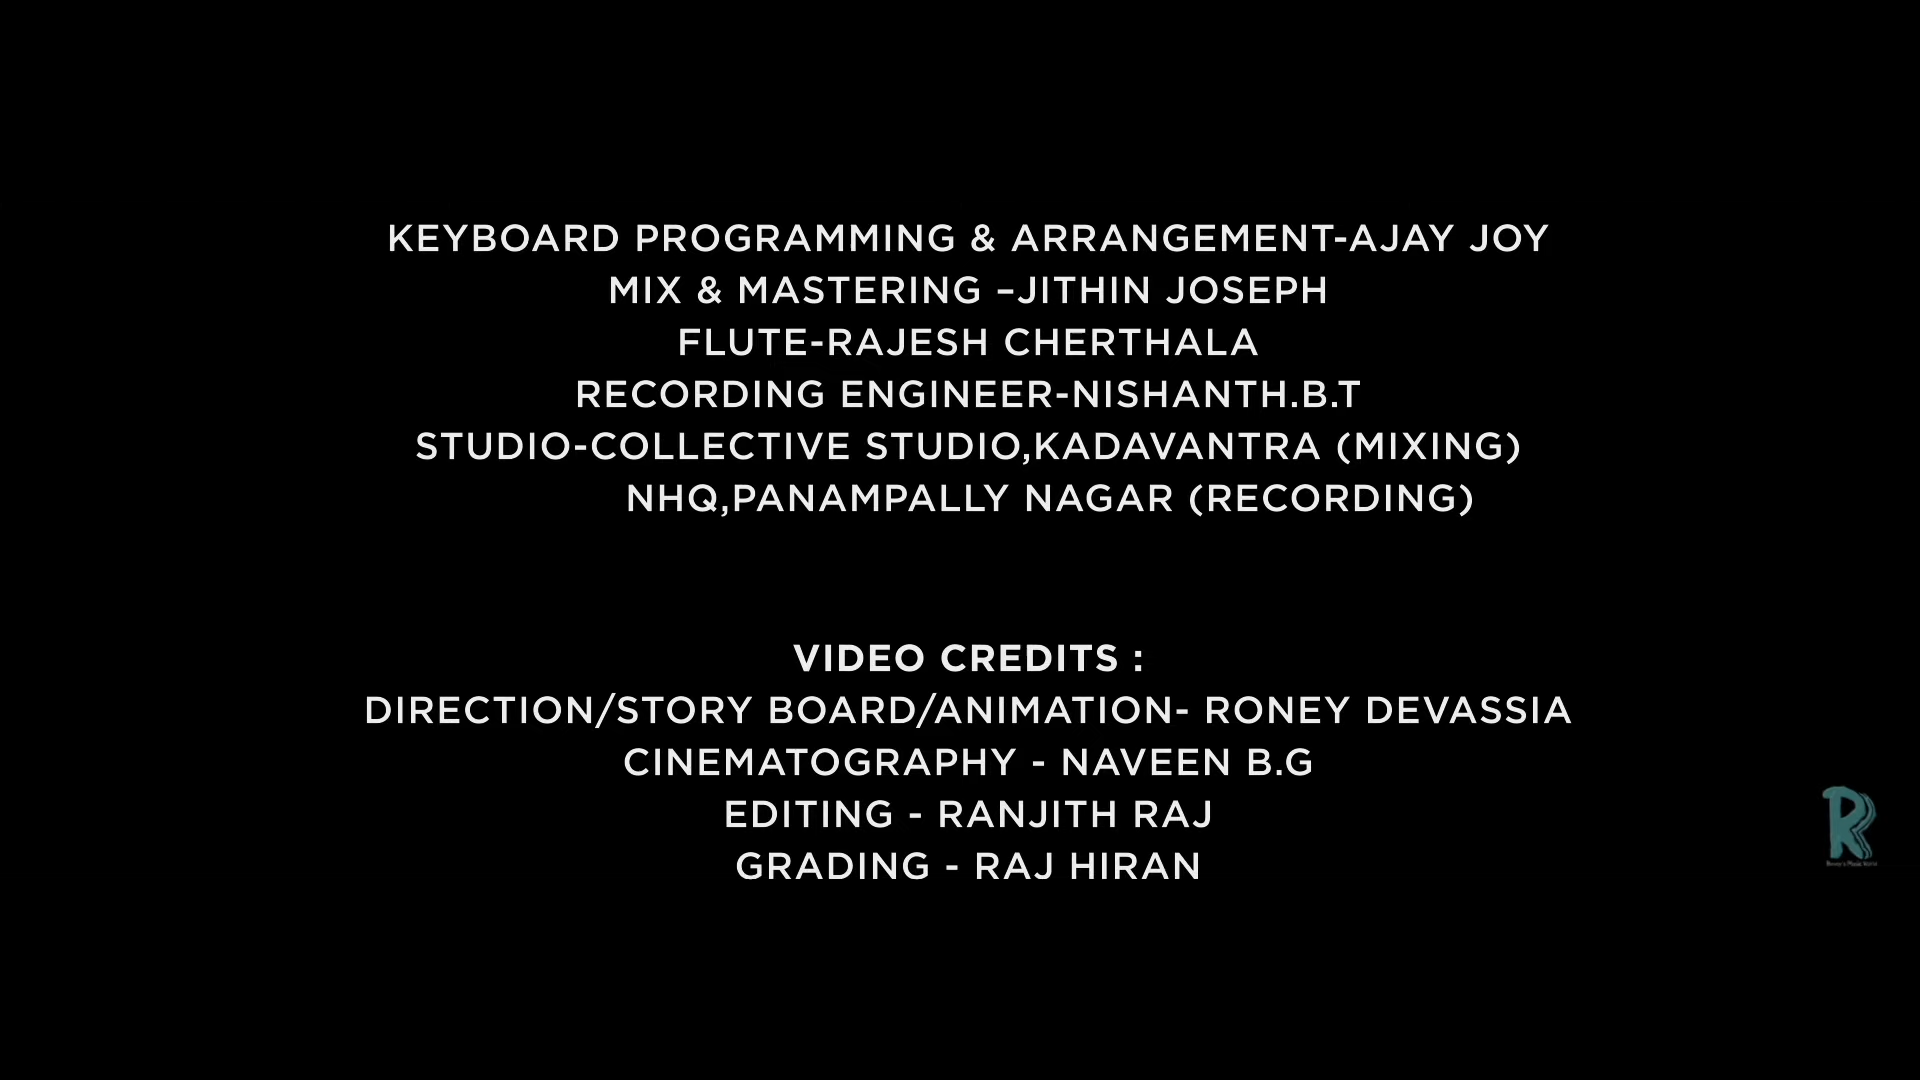 KEYBOARD PROGRAMMING & ARRANGEMENT-AJAY JOY
MIX & MASTERING –JITHIN JOSEPH
FLUTE-RAJESH CHERTHALA
RECORDING ENGINEER-NISHANTH.B.T
STUDIO-COLLECTIVE STUDIO,KADAVANTRA (MIXING)
NHQ,PANAMPALLY NAGAR (RECORDING)
VIDEO CREDITS :
DIRECTION/STORY BOARD/ANIMATION- RONEY DEVASSIA
CINEMATOGRAPHY - NAVEEN B.G
EDITING - RANJITH RAJ
GRADING - RAJ HIRAN
R